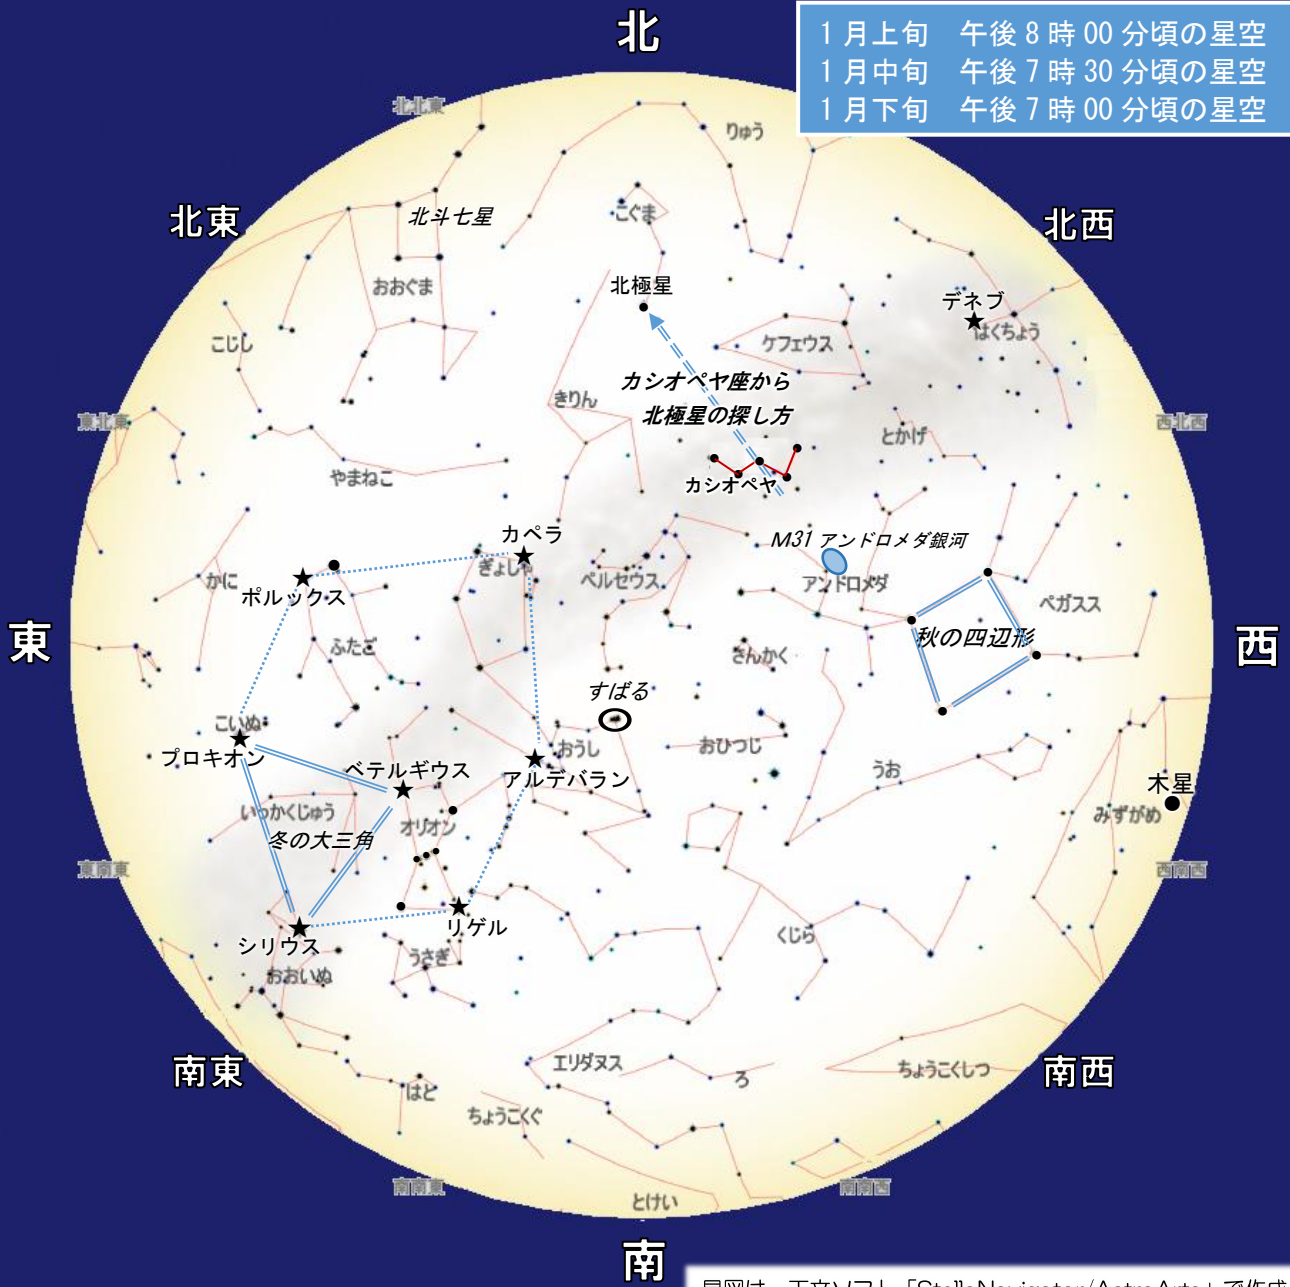 北
1月上旬　午後8時00分頃の星空
1月中旬　午後7時30分頃の星空
1月下旬　午後7時00分頃の星空
北北東
りゅう
北東
北斗七星
こぐま
北西
おおぐま
北極星
デネブ
はくちょう
こじし
ケフェウス
カシオペヤ座から
北極星の探し方
きりん
東北東
西北西
とかげ
やまねこ
カシオペヤ
カペラ
M31 アンドロメダ銀河
ぎょしゃ
ペルセウス
アンドロメダ
かに
ポルックス
ペガスス
東
ふたご
さんかく
秋の四辺形
西
すばる
こいぬ
プロキオン
おうし
おひつじ
ベテルギウス
アルデバラン
うお
木星
いっかくじゅう
オリオン
みずがめ
冬の大三角
東南東
西南西
リゲル
くじら
シリウス
うさぎ
おおいぬ
南東
エリダヌス
ろ
ちょうこくしつ
南西
はと
ちょうこくぐ
南南東
とけい
南南西
南
星図は、天文ソフト「StellaNavigator/AstroArts」で作成